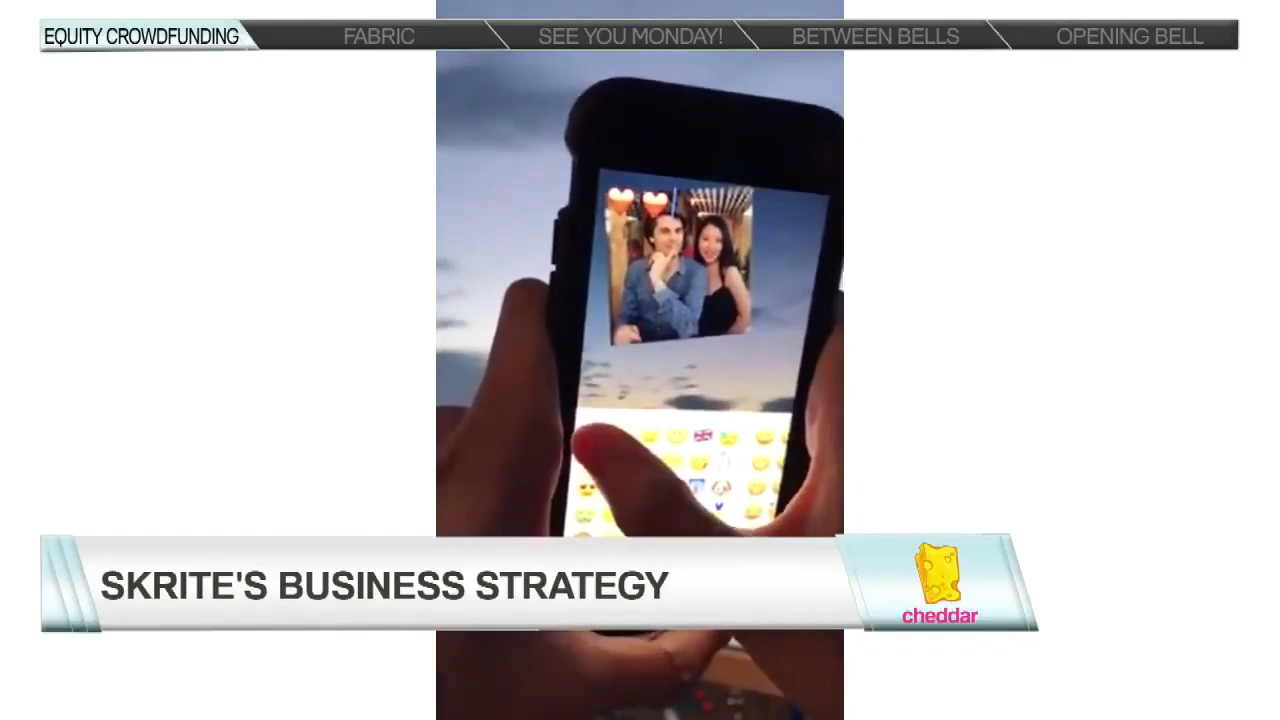 EQUITY CROWDFUNDING
FABRIC
SEE YOU MONDAY!
BETWEEN BELLS
OPENING BELL
SKRITE'S BUSINESS STRATEGY
cheddar